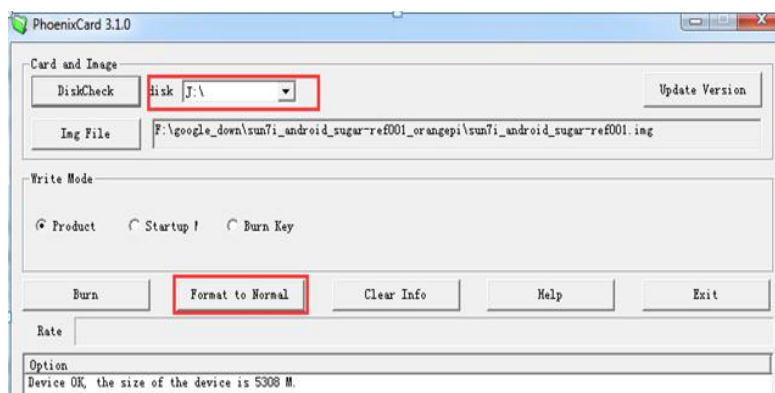 PhoenixCard 3.1.0
Card and Image
DiskCheck disk J:\ Update Version
Img File F:\google_down\sun7i_android_sugar-ref001_orangepi\sun7i_android_sugar-ref001.img
Write Mode
Product Startup Burn Key
Burn Format to Normal Clear Info Help Exit
Rate
Option
Device OK, the size of the device is 5308 M.